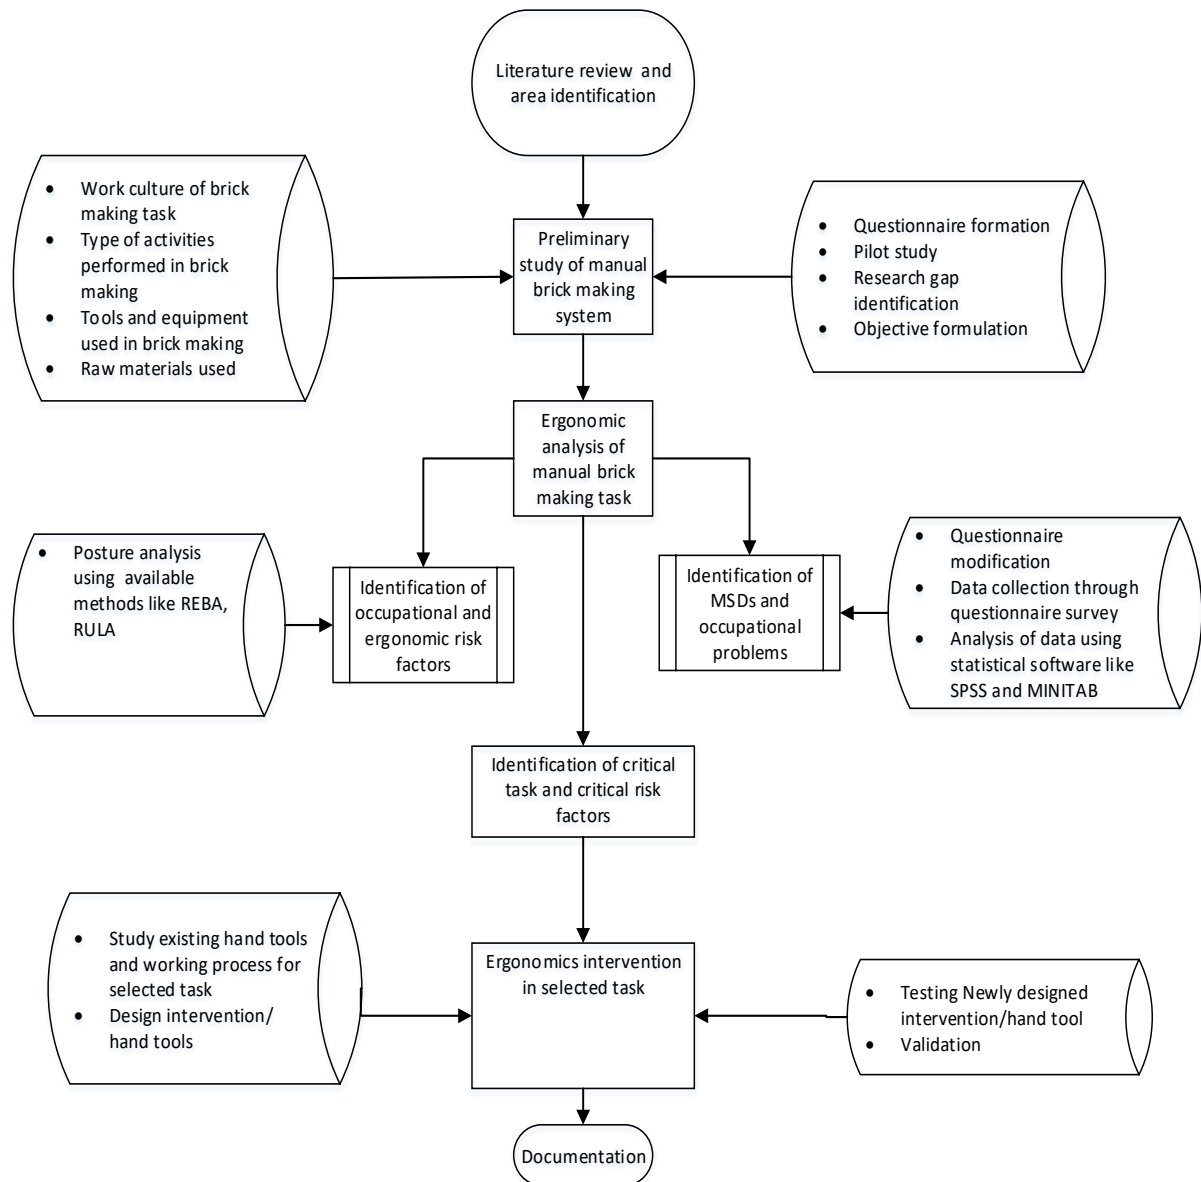 Literature review and
area identification
• Work culture of brick
making task
• Type of activities
performed in brick
making
• Tools and equipment
used in brick making
• Raw materials used
Preliminary
study of manual
brick making
system
• Questionnaire formation
• Pilot study
• Research gap
identification
• Objective formulation
Ergonomic
analysis of
manual brick
making task
• Posture analysis
using available
methods like REBA,
RULA
Identification of
occupational and
ergonomic risk
factors
Identification of
MSDs and
occupational
problems
• Questionnaire
modification
• Data collection through
questionnaire survey
• Analysis of data using
statistical software like
SPSS and MINITAB
Identification of critical
task and critical risk
factors
• Study existing hand tools
and working process for
selected task
• Design intervention/
hand tools
Ergonomics intervention
in selected task
• Testing Newly designed
intervention/hand tool
• Validation
Documentation